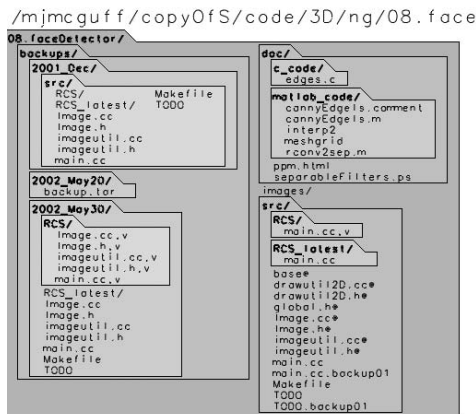 /mjmcguff/copyOfS/code/3D/ng/08.face
08.faceDetector/
backups/
2001_Dec/
src/
RCS/ Makefile
RCS_latest/ TODO
Image.cc
Image.h
imageutil.cc
imageutil.h
main.cc
2002_May20/
backup.tar
2002_May30/
RCS/
Image.cc,v
Image.h,v
imageutil.cc,v
imageutil.h,v
main.cc,v
RCS_latest/
Image.cc
Image.h
imageutil.cc
imageutil.h
main.cc
Makefile
TODO
doc/
c_code/
edges.c
matlab_code/
cannyEdgels.comment
cannyEdgels.m
interp2
meshgrid
rconv2sep.m
ppm.html
separableFilters.ps
images/
src/
RCS/
main.cc,v
RCS_latest/
main.cc
base@
drawutil2D.cc@
drawutil2D.h@
global.h@
Image.cc@
Image.h@
imageutil.cc@
imageutil.h@
main.cc
main.cc.backup01
Makefile
TODO
TODO.backup01